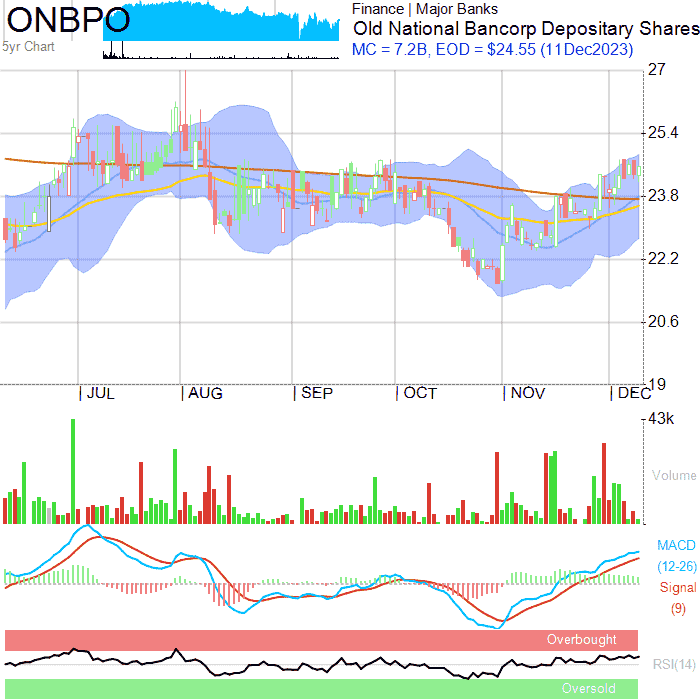 ONBPO
5yr Chart
Finance | Major Banks
Old National Bancorp Depositary Shares
MC = 7.2B, EOD = $24.55 (11Dec2023)
27
25.4
23.8
22.2
20.6
19
| JUL | AUG | SEP | OCT | NOV | DEC
43k
Volume
MACD
(12-26)
Signal
(9)
Overbought
RSI(14)
Oversold